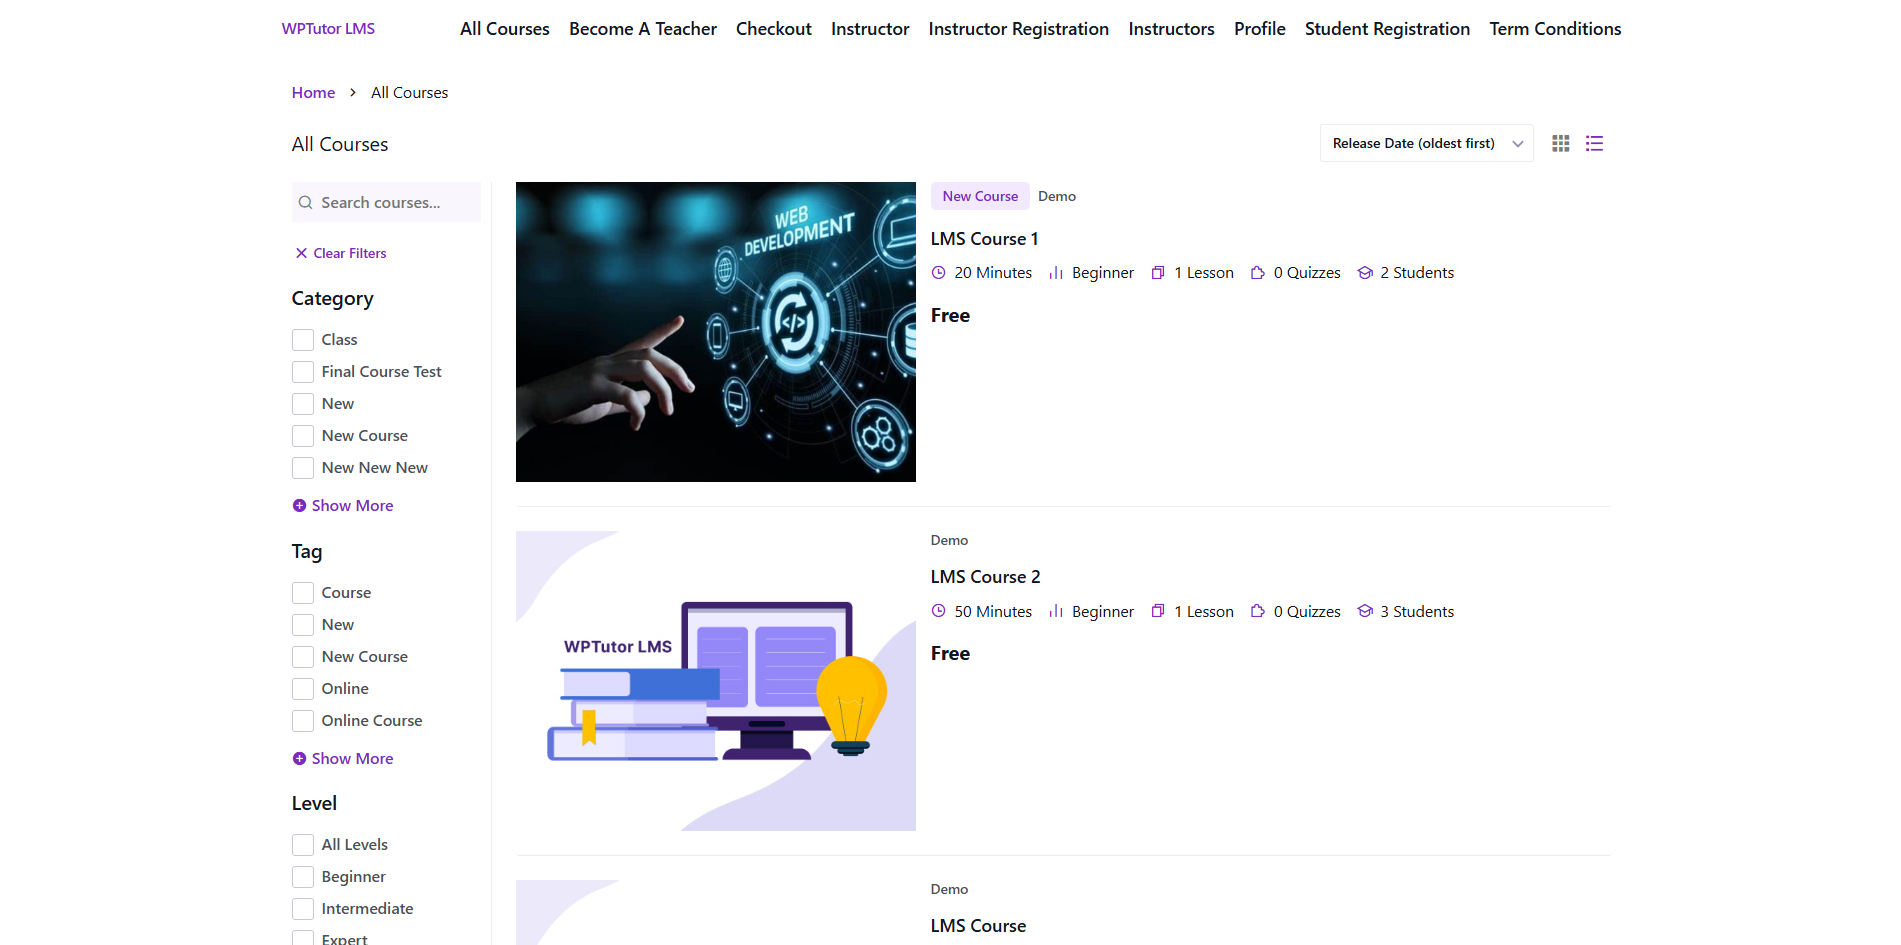 WPTutor LMS
All Courses Become A Teacher Checkout Instructor Instructor Registration Instructors Profile Student Registration Term Conditions
Home > All Courses
All Courses
Release Date (oldest first)
Search courses...
Clear Filters
Category
Class
Final Course Test
New
New Course
New New New
Show More
Tag
Course
New
New Course
Online
Online Course
Show More
Level
All Levels
Beginner
Intermediate
Expert
WEB
DEVELOPMENT
</>
New Course Demo
LMS Course 1
20 Minutes Beginner 1 Lesson 0 Quizzes 2 Students
Free
WPTutor LMS
Demo
LMS Course 2
50 Minutes Beginner 1 Lesson 0 Quizzes 3 Students
Free
Demo
LMS Course